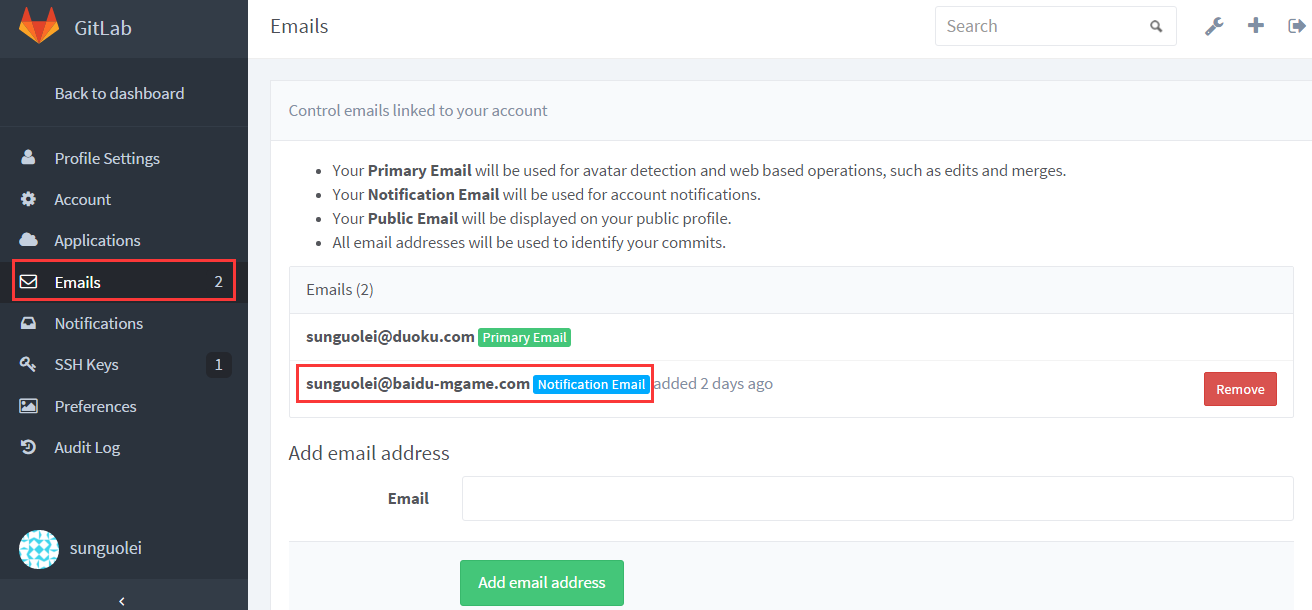 GitLab
Emails
Search
Back to dashboard
Control emails linked to your account
Profile Settings
Account
Applications
Emails 2
Notifications
SSH Keys 1
Preferences
Audit Log
sunguolei
Your Primary Email will be used for avatar detection and web based operations, such as edits and merges.
Your Notification Email will be used for account notifications.
Your Public Email will be displayed on your public profile.
All email addresses will be used to identify your commits.
Emails (2)
sunguolei@duoku.com Primary Email
sunguolei@baidu-mgame.com Notification Email added 2 days ago
Remove
Add email address
Email
Add email address